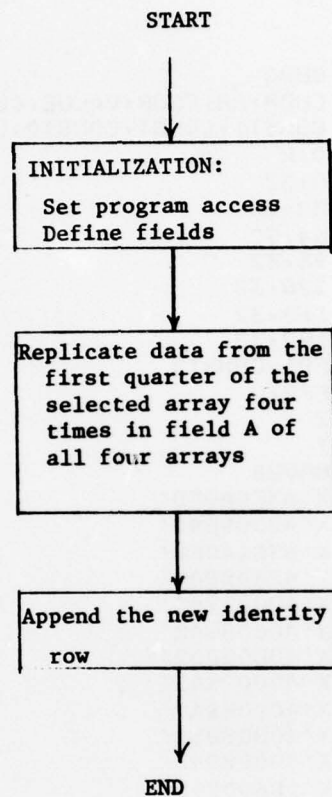 START
INITIALIZATION:
Set program access
Define fields
Replicate data from the
first quarter of the
selected array four
times in field A of
all four arrays
Append the new identity
row
END